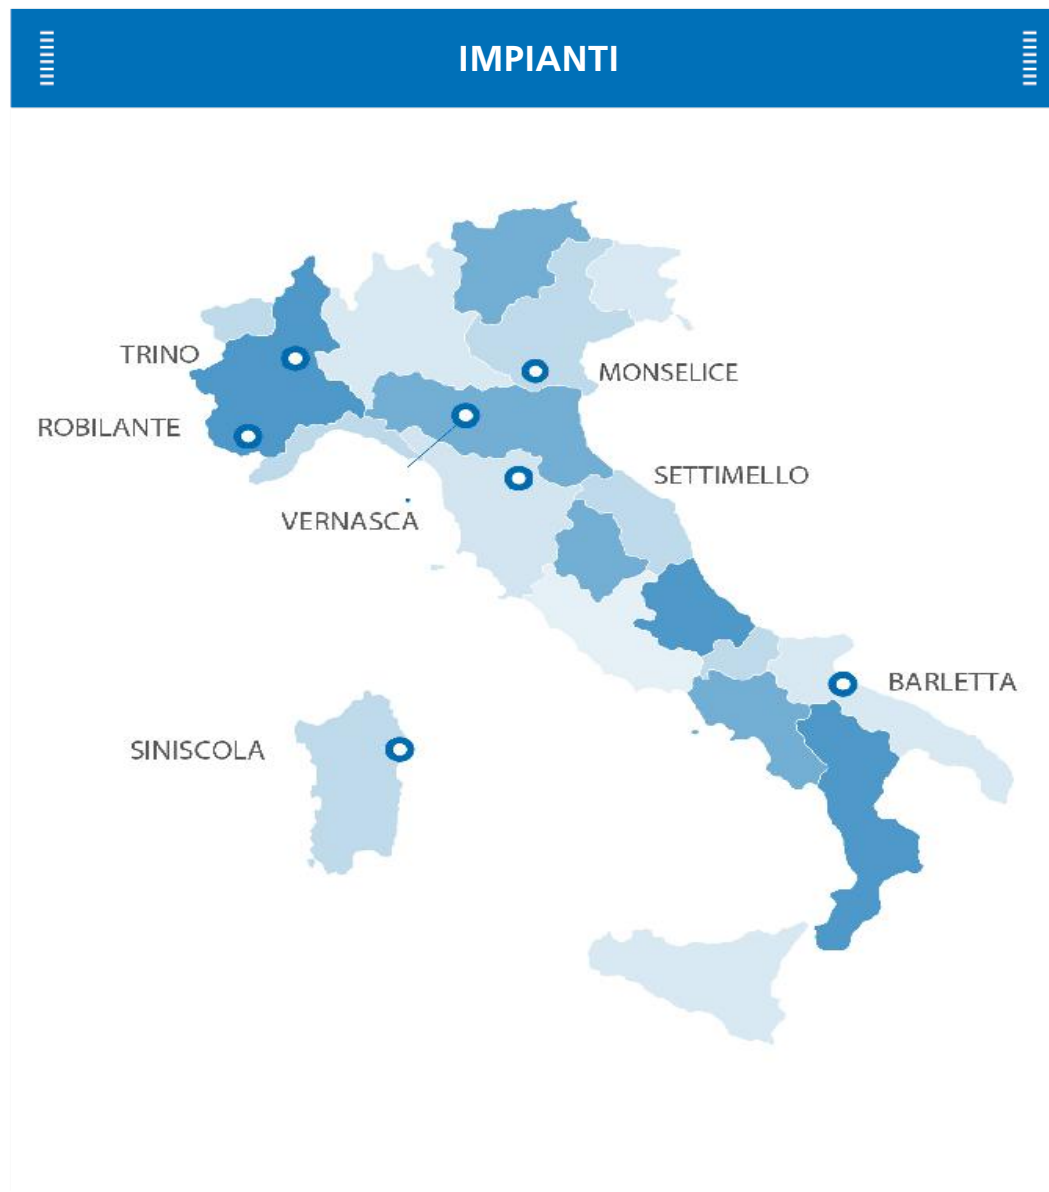 IMPIANTI
TRINO
MONSELICE
ROBILANTE
SETTIMELLO
VERNASCA
BARLETTA
SINISCOLA